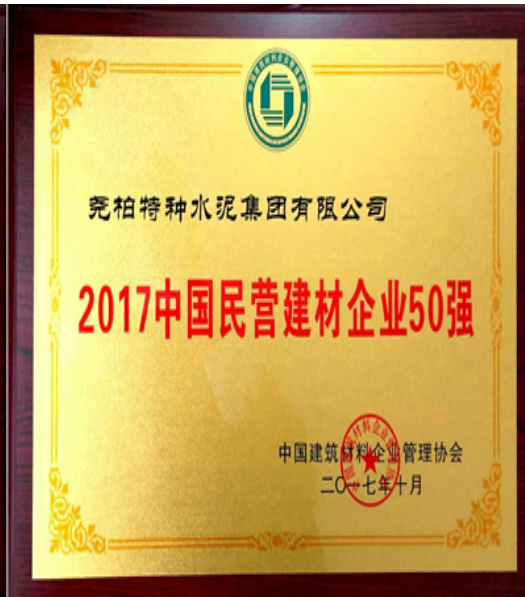 尧柏特种水泥集团有限公司
2017中国民营建材企业50强
中国建筑材料企业管理协会
二〇一七年十月